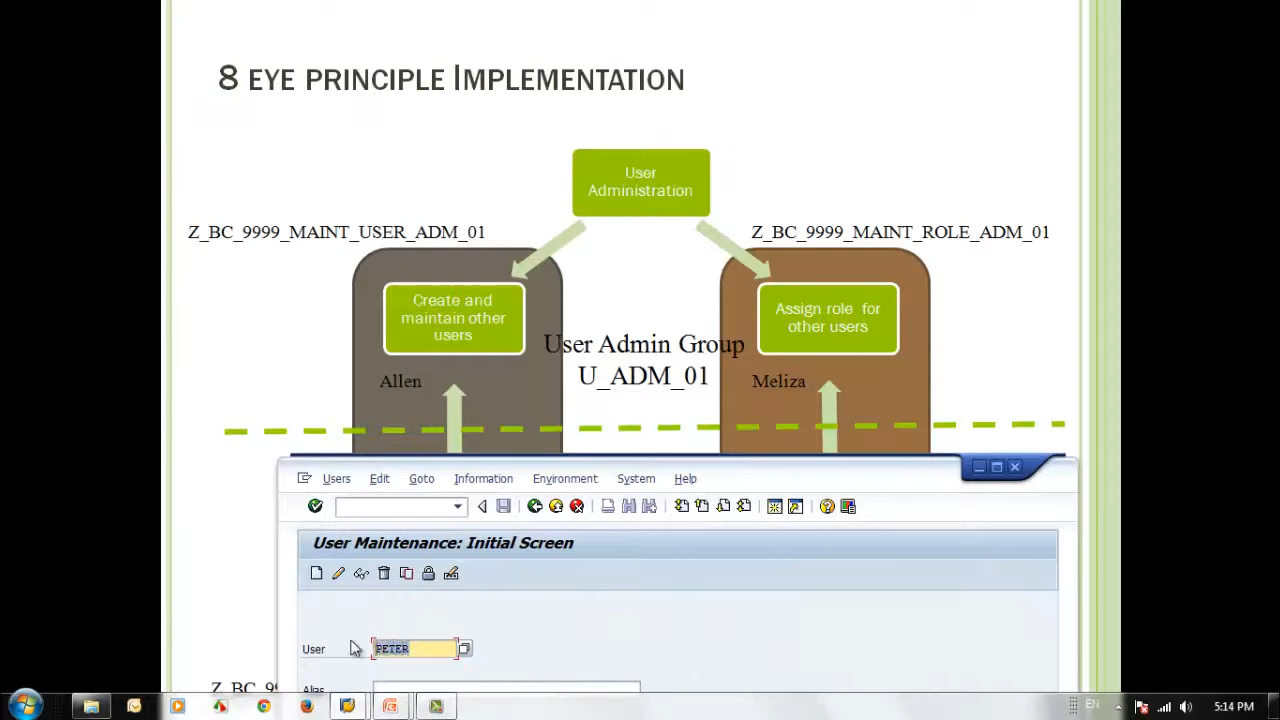 8 EYE PRINCIPLE IMPLEMENTATION
User
Administration
Z_BC_9999_MAINT_USER_ADM_01
Z_BC_9999_MAINT_ROLE_ADM_01
Create and
maintain other
users
Assign role for
other users
User Admin Group
U_ADM_01
Allen
Meliza
Users Edit Goto Information Environment System Help
User Maintenance: Initial Screen
User PETER
Alias
Z_BC_9
EN 5:14 PM